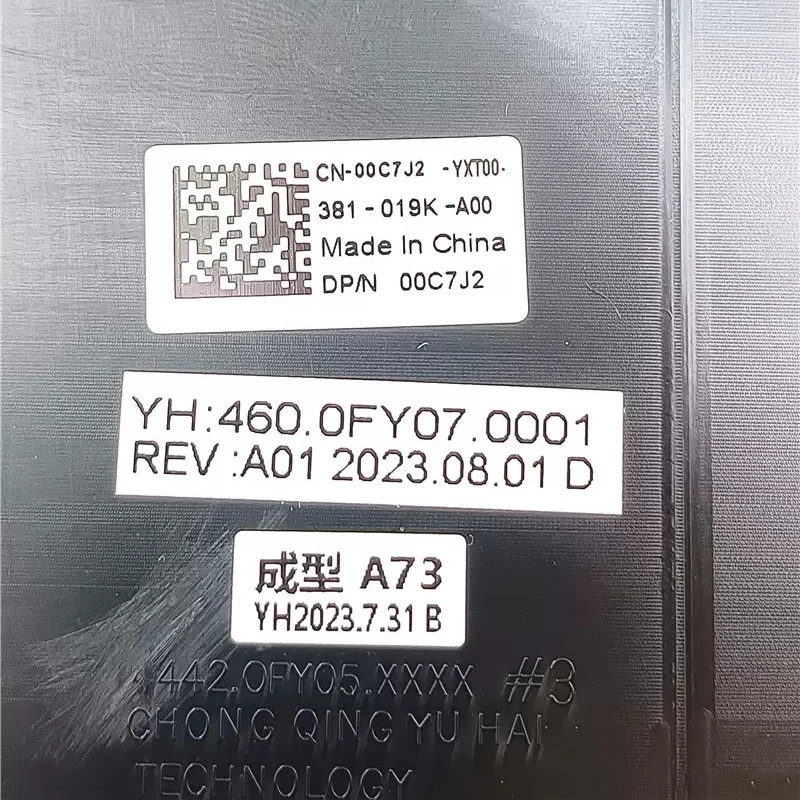 CN-00C7J2 -YXT00-
381-019K-A00
Made In China
DP/N 00C7J2
YH:460.0FY07.0001
REV :A01 2023.08.01 D
成型 A73
YH2023.7.31 B
442.0FY05.XXXX #3
CHONG QING YU HAI
TECHNOLOGY